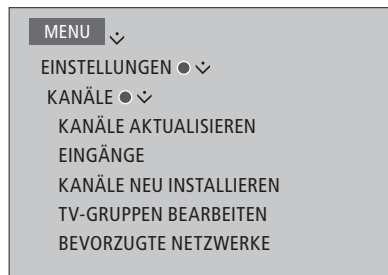 MENU
EINSTELLUNGEN
KANÄLE
KANÄLE AKTUALISIEREN
EINGÄNGE
KANÄLE NEU INSTALLIEREN
TV-GRUPPEN BEARBEITEN
BEVORZUGTE NETZWERKE